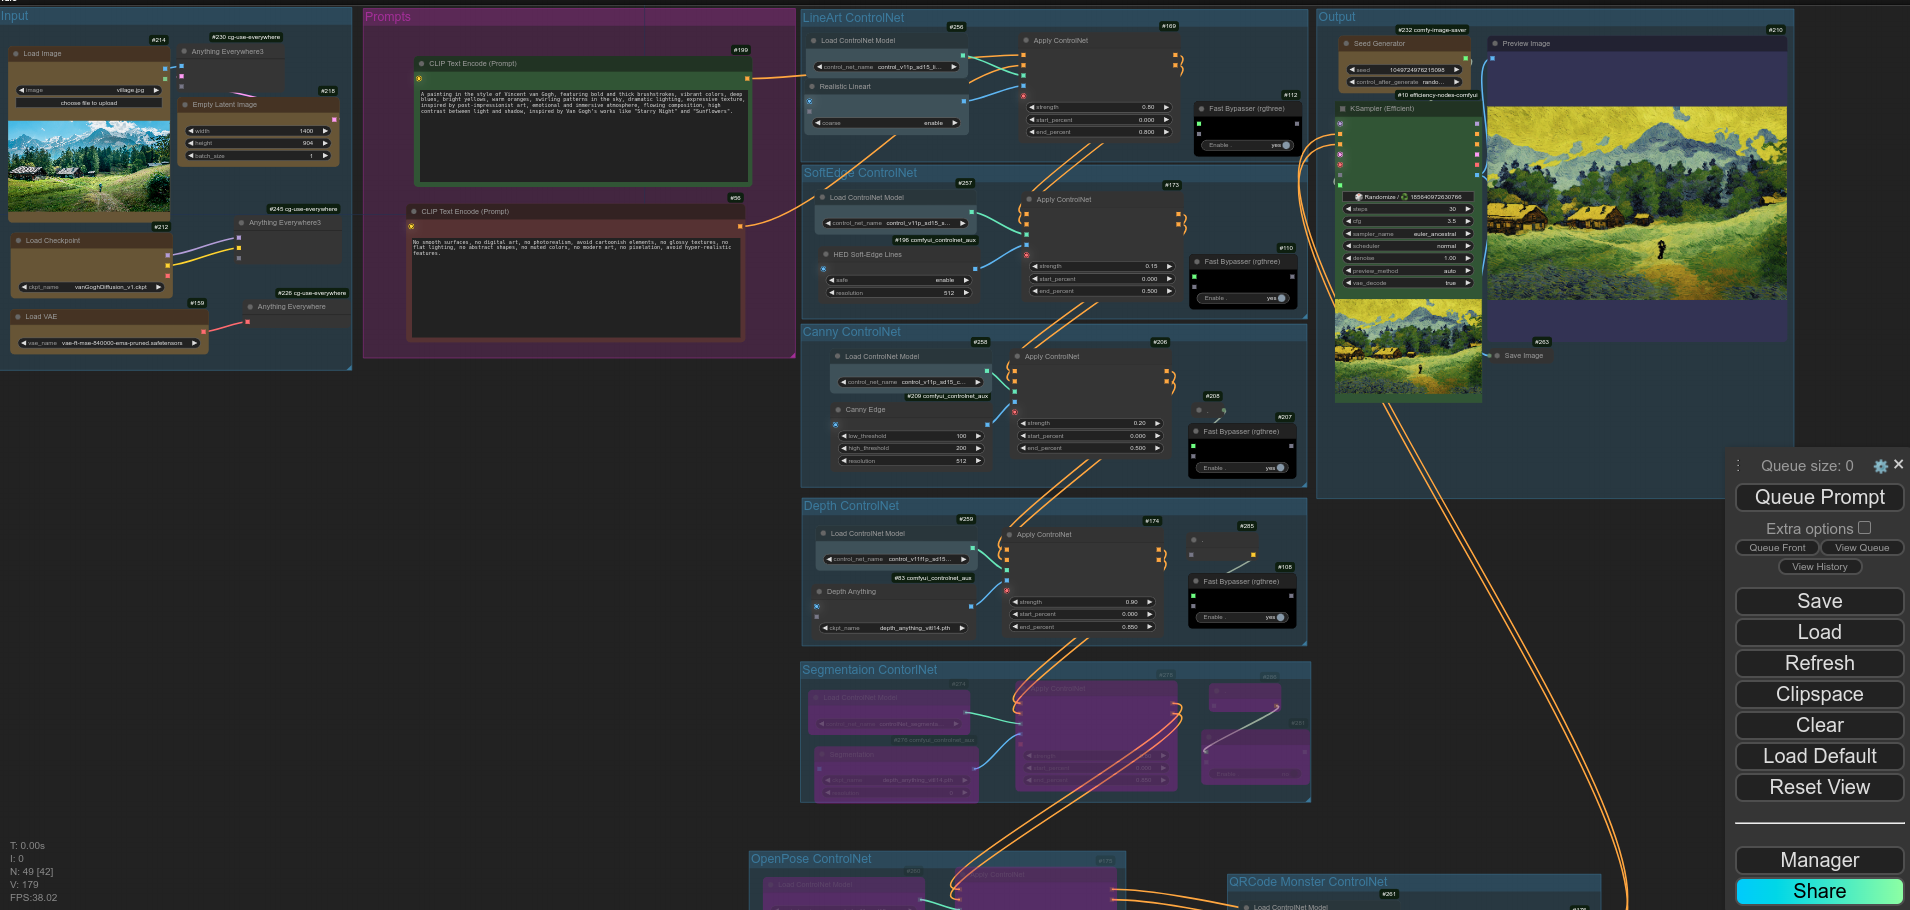 Input
#214
Load Image
image
village.jpg
choose file to upload
#230 cg-use-everywhere
Anything Everywhere3
#218
Empty Latent Image
width 1400
height 904
batch_size 1
#245 cg-use-everywhere
Anything Everywhere3
#212
Load Checkpoint
ckpt_name vanGoghDiffusion_v1.ckpt
#226 cg-use-everywhere
Anything Everywhere
#159
Load VAE
vae_name vae-ft-mse-840000-ema-pruned.safetensors
Prompts
#199
CLIP Text Encode (Prompt)
A painting in the style of Vincent van Gogh, featuring bold and thick brushstrokes, vibrant colors, deep
blues, bright yellows, warm oranges, swirling patterns in the sky, dramatic lighting, expressive texture,
inspired by post-impressionist art, emotional and immersive atmosphere, flowing composition, high
contrast between light and shadow, inspired by Van Gogh's works like "Starry Night" and "Sunflowers".
#56
CLIP Text Encode (Prompt)
No smooth surfaces, no digital art, no photorealism, avoid cartoonish elements, no glossy textures, no
flat lighting, no abstract shapes, no muted colors, no modern art, no pixelation, avoid hyper-realistic
features.
LineArt ControlNet
#256
Load ControlNet Model
control_net_name control_v11p_sd15_li...
Realistic Lineart
coarse enable
#169
Apply ControlNet
strength 0.80
start_percent 0.000
end_percent 0.800
#112
Fast Bypasser (rgthree)
Enable . yes
SoftEdge ControlNet
#257
Load ControlNet Model
control_net_name control_v11p_sd15_s...
#196 comfyui_controlnet_aux
HED Soft-Edge Lines
safe enable
resolution 512
#173
Apply ControlNet
strength 0.15
start_percent 0.000
end_percent 0.500
#110
Fast Bypasser (rgthree)
Enable . yes
Canny ControlNet
#258
Load ControlNet Model
control_net_name control_v11p_sd15_c...
#209 comfyui_controlnet_aux
Canny Edge
low_threshold 100
high_threshold 200
resolution 512
#206
Apply ControlNet
strength 0.20
start_percent 0.000
end_percent 0.500
#208
#207
Fast Bypasser (rgthree)
Enable . yes
Depth ControlNet
#259
Load ControlNet Model
control_net_name control_v11f1p_sd15...
#83 comfyui_controlnet_aux
Depth Anything
ckpt_name depth_anything_vitl14.pth
#174
Apply ControlNet
strength 0.90
start_percent 0.000
end_percent 0.850
#285
#108
Fast Bypasser (rgthree)
Enable . yes
Segmentaion ContorlNet
#274
Load ControlNet Model
Segmentation
Apply ControlNet
OpenPose ControlNet
Load ControlNet Model
Apply ControlNet
QRCode Monster ControlNet
#261
Load ControlNet Model
Output
#232 comfy-image-saver
Seed Generator
seed 1049724976215098
control_after_generate rando...
#10 efficiency-nodes-comfyui
KSampler (Efficient)
Randomize / 185640972630766
steps 30
cfg 3.5
sampler_name euler_ancestral
scheduler normal
denoise 1.00
preview_method auto
vae_decode true
#210
Preview Image
#263
Save Image
Queue size: 0
Queue Prompt
Extra options
Queue Front
View Queue
View History
Save
Load
Refresh
Clipspace
Clear
Load Default
Reset View
Manager
Share
T: 0.00s
I: 0
N: 49 [42]
V: 179
FPS:38.02